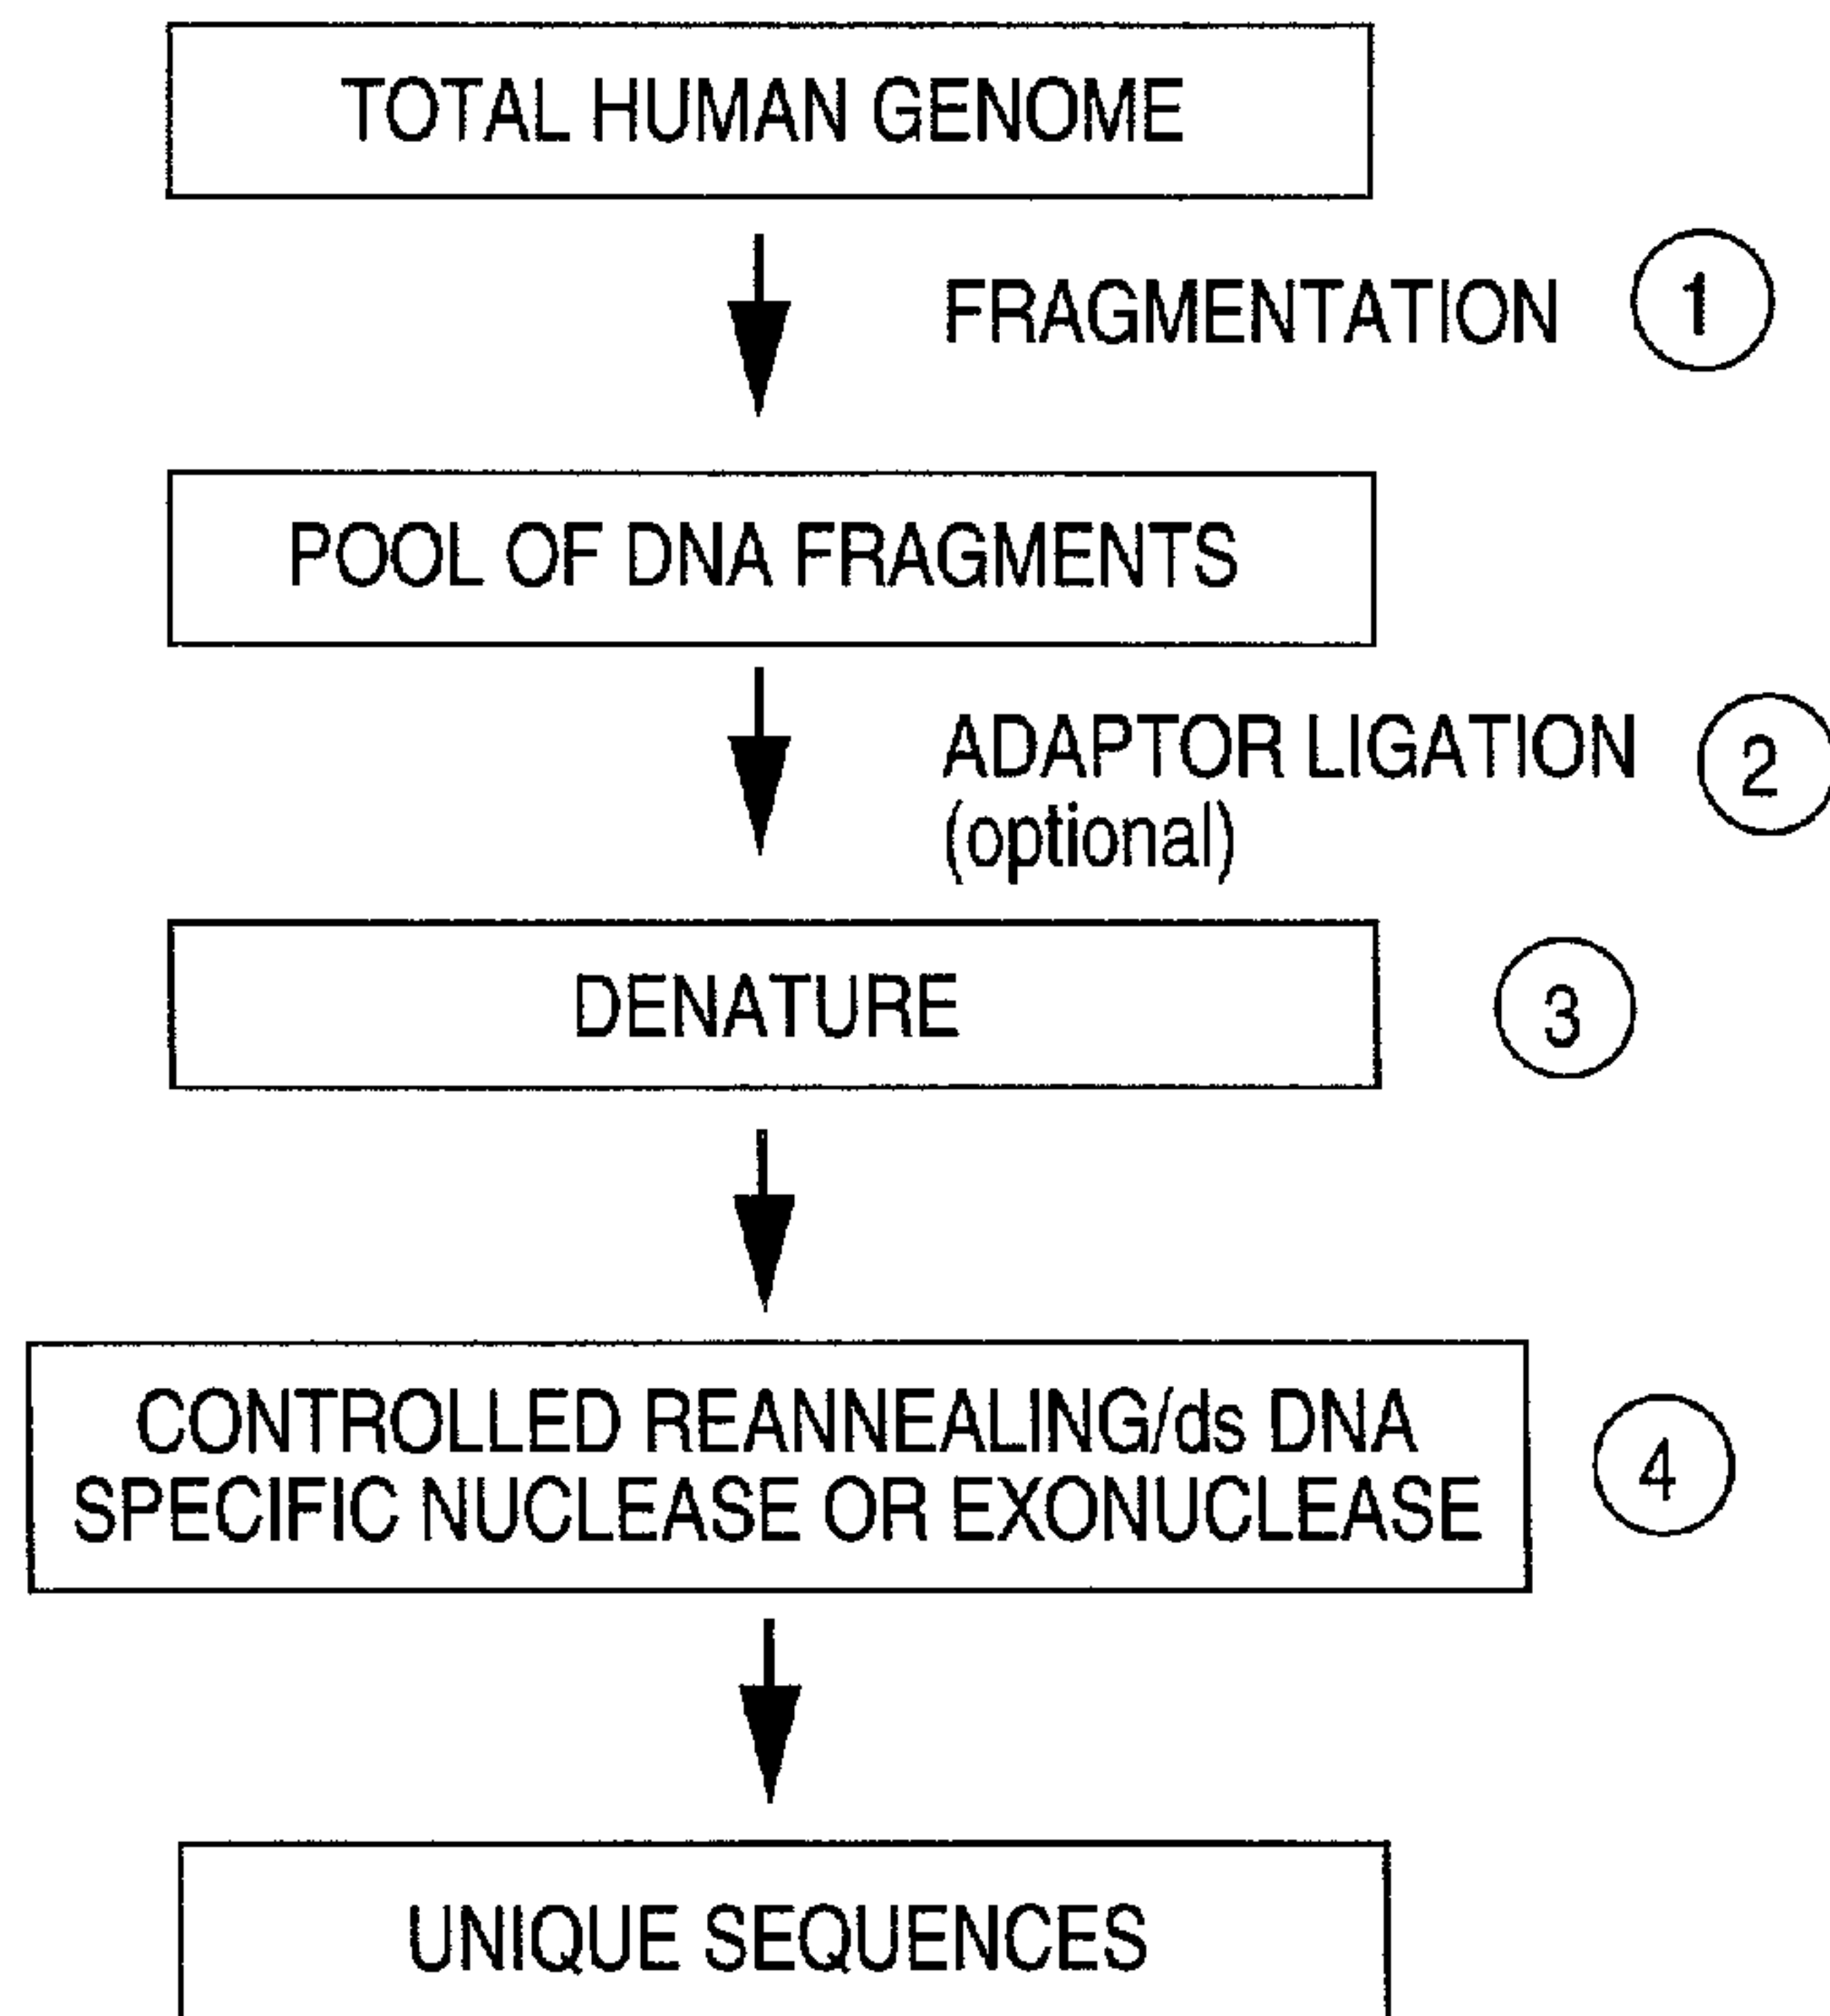 TOTAL HUMAN GENOME
FRAGMENTATION 1
POOL OF DNA FRAGMENTS
ADAPTOR LIGATION 2
(optional)
DENATURE 3
CONTROLLED REANNEALING/ds DNA
SPECIFIC NUCLEASE OR EXONUCLEASE 4
UNIQUE SEQUENCES